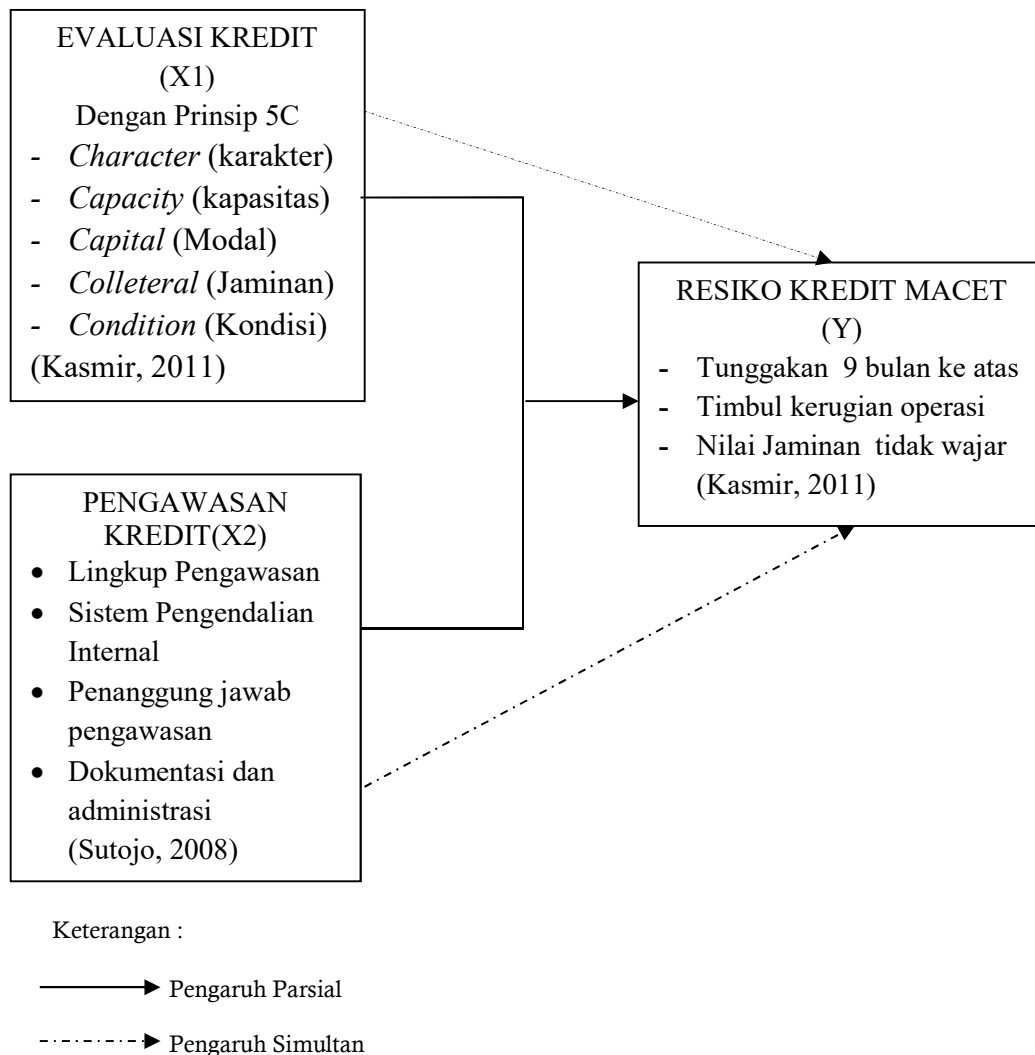 EVALUASI KREDIT
(X1)
Dengan Prinsip 5C
- Character (karakter)
- Capacity (kapasitas)
- Capital (Modal)
- Colleteral (Jaminan)
- Condition (Kondisi)
(Kasmir, 2011)
RESIKO KREDIT MACET
(Y)
- Tunggakan 9 bulan ke atas
- Timbul kerugian operasi
- Nilai Jaminan tidak wajar
(Kasmir, 2011)
PENGAWASAN
KREDIT(X2)
• Lingkup Pengawasan
• Sistem Pengendalian
Internal
• Penanggung jawab
pengawasan
• Dokumentasi dan
administrasi
(Sutojo, 2008)
Keterangan :
Pengaruh Parsial
Pengaruh Simultan